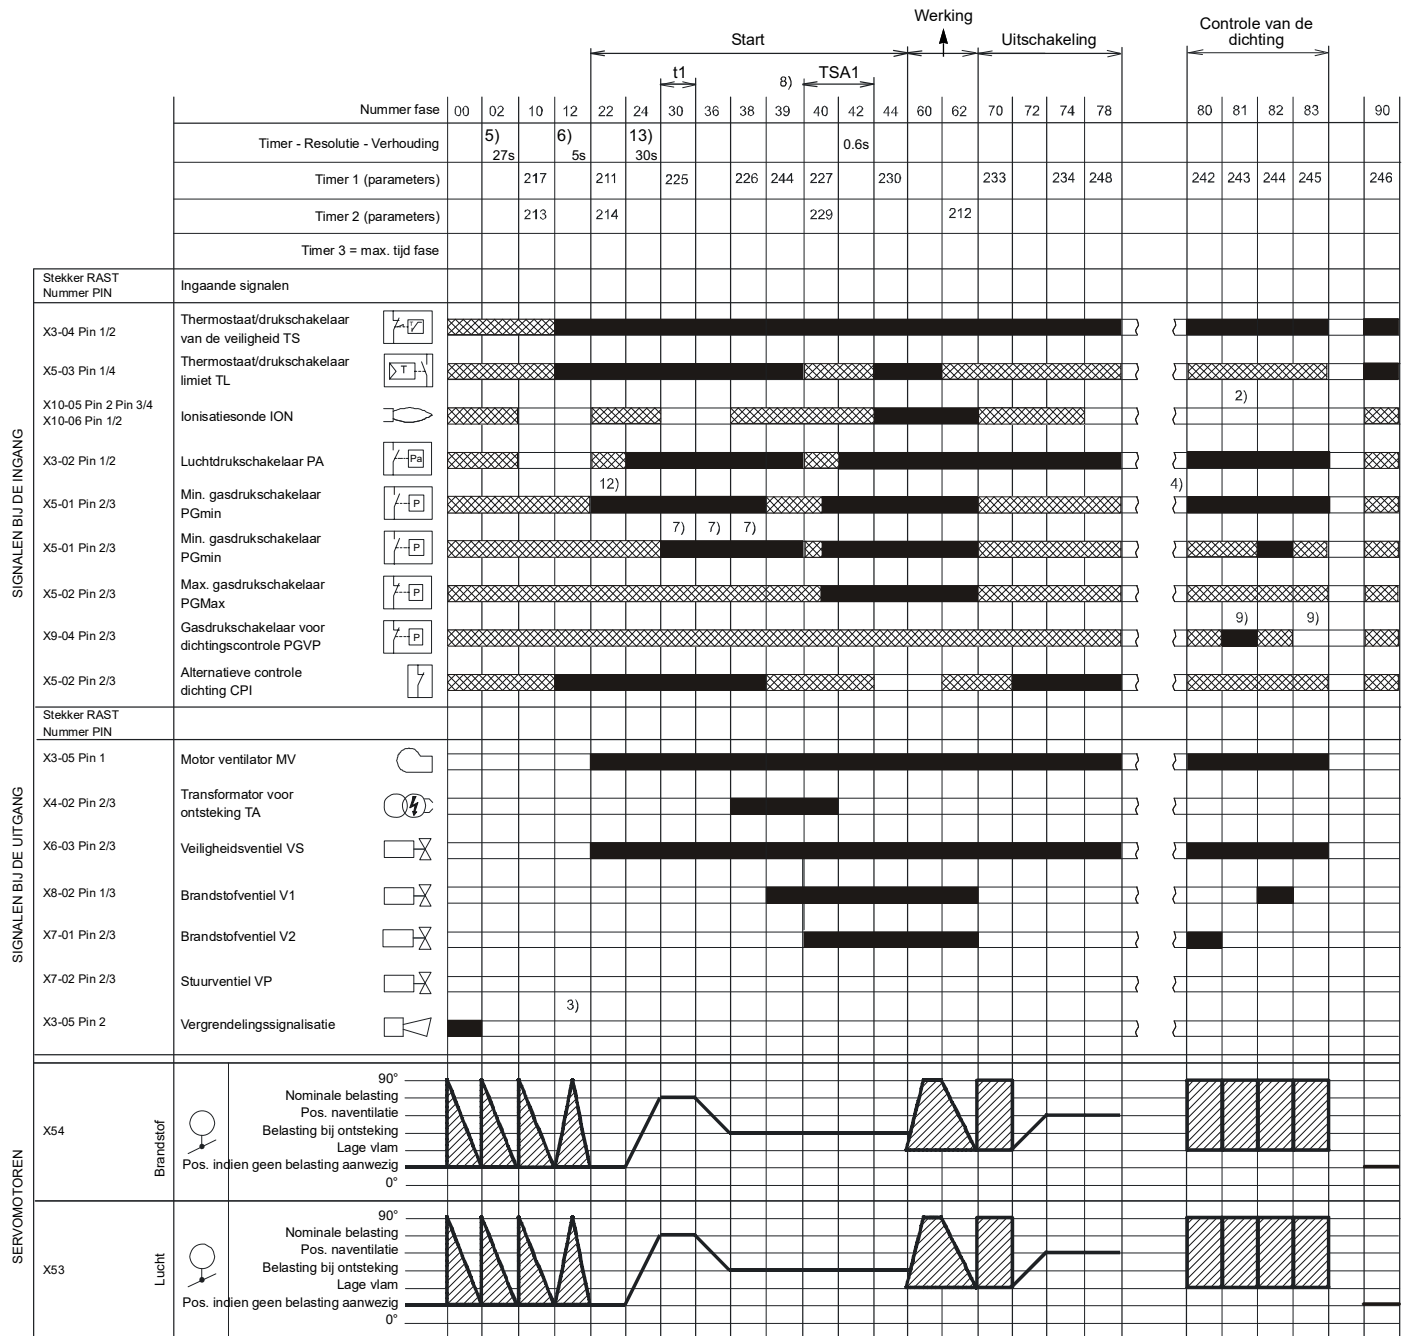 Werking
Start
Uitschakeling
Controle van de
dichting
t1
8)
TSA1
Nummer fase 00 02 10 12 22 24 30 36 38 39 40 42 44 60 62 70 72 74 78 80 81 82 83 90
Timer - Resolutie - Verhouding 5) 27s 6) 5s 13) 30s 0.6s
Timer 1 (parameters) 217 211 225 226 244 227 230 233 234 248 242 243 244 245 246
Timer 2 (parameters) 213 214 229 212
Timer 3 = max. tijd fase
Stekker RAST
Nummer PIN
Ingaande signalen
SIGNALEN BIJ DE INGANG
X3-04 Pin 1/2
Thermostaat/drukschakelaar
van de veiligheid TS
X5-03 Pin 1/4
Thermostaat/drukschakelaar
limiet TL
T
2)
X10-05 Pin 2 Pin 3/4
X10-06 Pin 1/2
Ionisatiesonde ION
X3-02 Pin 1/2
Luchtdrukschakelaar PA
Pa
12)
4)
X5-01 Pin 2/3
Min. gasdrukschakelaar
PGmin
P
7) 7) 7)
X5-01 Pin 2/3
Min. gasdrukschakelaar
PGmin
P
X5-02 Pin 2/3
Max. gasdrukschakelaar
PGMax
P
9) 9)
X9-04 Pin 2/3
Gasdrukschakelaar voor
dichtingscontrole PGVP
P
X5-02 Pin 2/3
Alternatieve controle
dichting CPI
Stekker RAST
Nummer PIN
SIGNALEN BIJ DE UITGANG
X3-05 Pin 1
Motor ventilator MV
X4-02 Pin 2/3
Transformator voor
ontsteking TA
X6-03 Pin 2/3
Veiligheidsventiel VS
X8-02 Pin 1/3
Brandstofventiel V1
X7-01 Pin 2/3
Brandstofventiel V2
X7-02 Pin 2/3
Stuurventiel VP
3)
X3-05 Pin 2
Vergrendelingssignalisatie
SERVOMOTOREN
X54
Brandstof
90°
Nominale belasting
Pos. naventilatie
Belasting bij ontsteking
Lage vlam
Pos. indien geen belasting aanwezig
0°
X53
Lucht
90°
Nominale belasting
Pos. naventilatie
Belasting bij ontsteking
Lage vlam
Pos. indien geen belasting aanwezig
0°